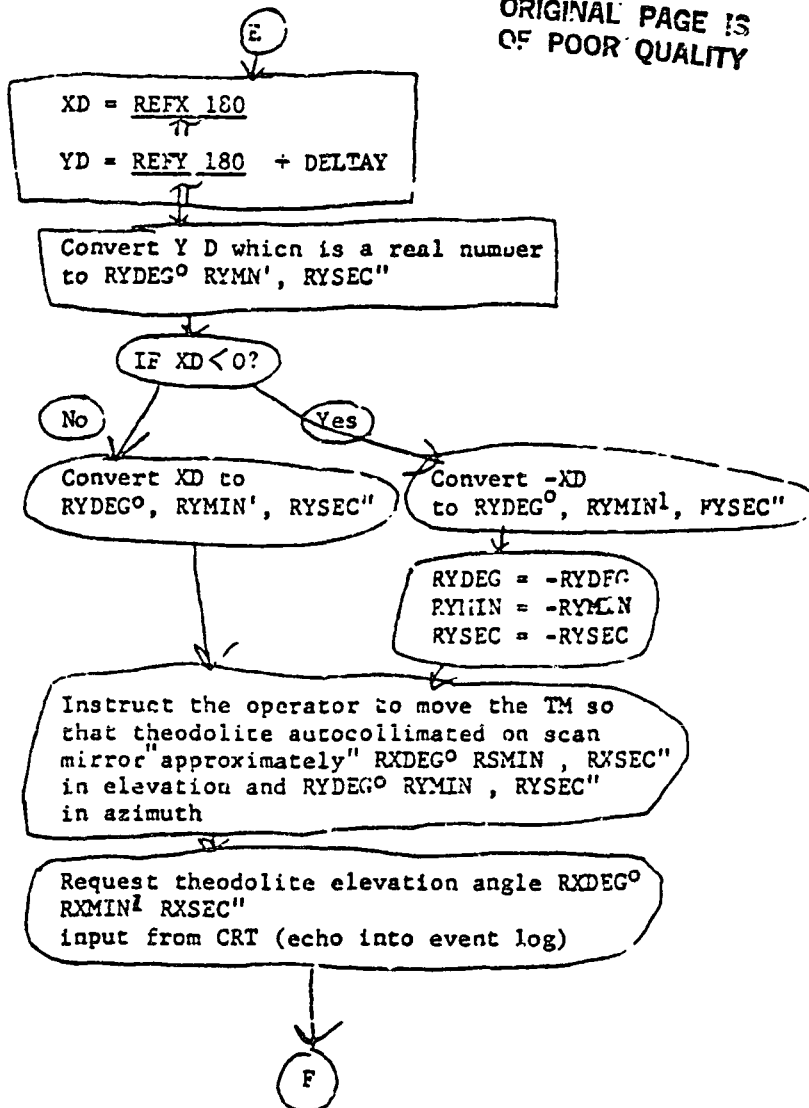 ORIGINAL PAGE IS
OF POOR QUALITY
E
XD = REFX 180
π
YD = REFY 180 + DELTAY
π
Convert Y D which is a real number
to RYDEG° RYMN', RYSEC"
IF XD < 0?
No
Yes
Convert XD to
RYDEG°, RYMIN', RYSEC"
Convert -XD
to RYDEG°, RYMIN¹, RYSEC"
RYDEG = -RYDEG
RYMIN = -RYMIN
RYSEC = -RYSEC
Instruct the operator to move the TM so
that theodolite autocollimated on scan
mirror "approximately" RXDEG° RSMIN , RXSEC"
in elevation and RYDEG° RYMIN , RYSEC"
in azimuth
Request theodolite elevation angle RXDEG°
RXMIN¹ RXSEC"
input from CRT (echo into event log)
F